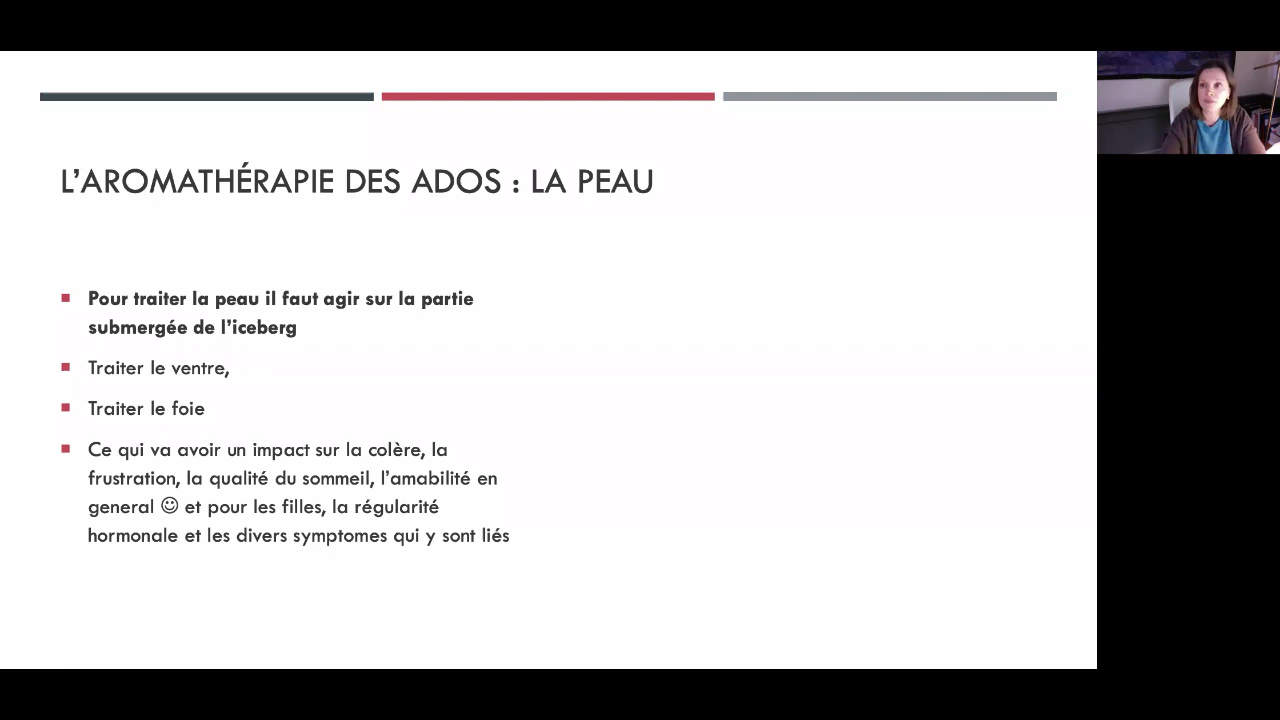 L'AROMATHÉRAPIE DES ADOS : LA PEAU
Pour traiter la peau il faut agir sur la partie
submergée de l'iceberg
Traiter le ventre,
Traiter le foie
Ce qui va avoir un impact sur la colère, la
frustration, la qualité du sommeil, l'amabilité en
general ☺ et pour les filles, la régularité
hormonale et les divers symptomes qui y sont liés